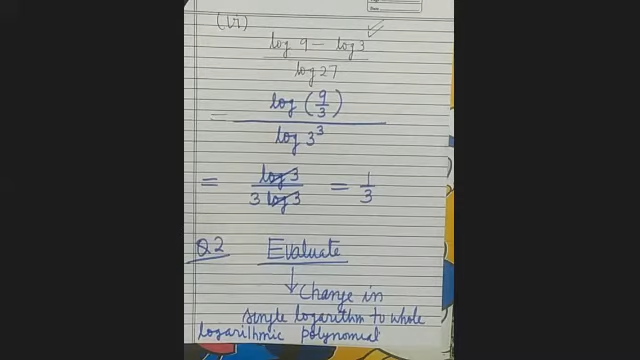 (vi)
log 9 − log 3
log 27
= log (9/3)
log 3³
= log 3 / 3 log 3 = 1/3
Q2 Evaluate
↓ Change in
single logarithm to whole
logarithmic polynomial